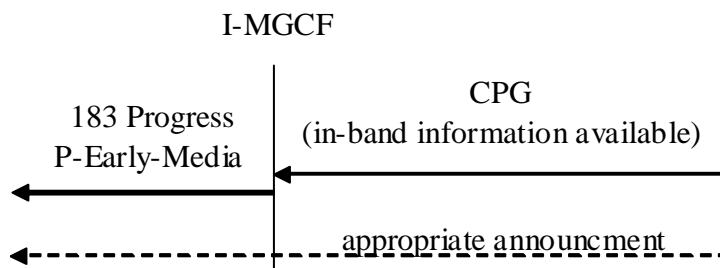 I-MGCF
183 Progress
P-Early-Media
CPG
(in-band information available)
appropriate announcment